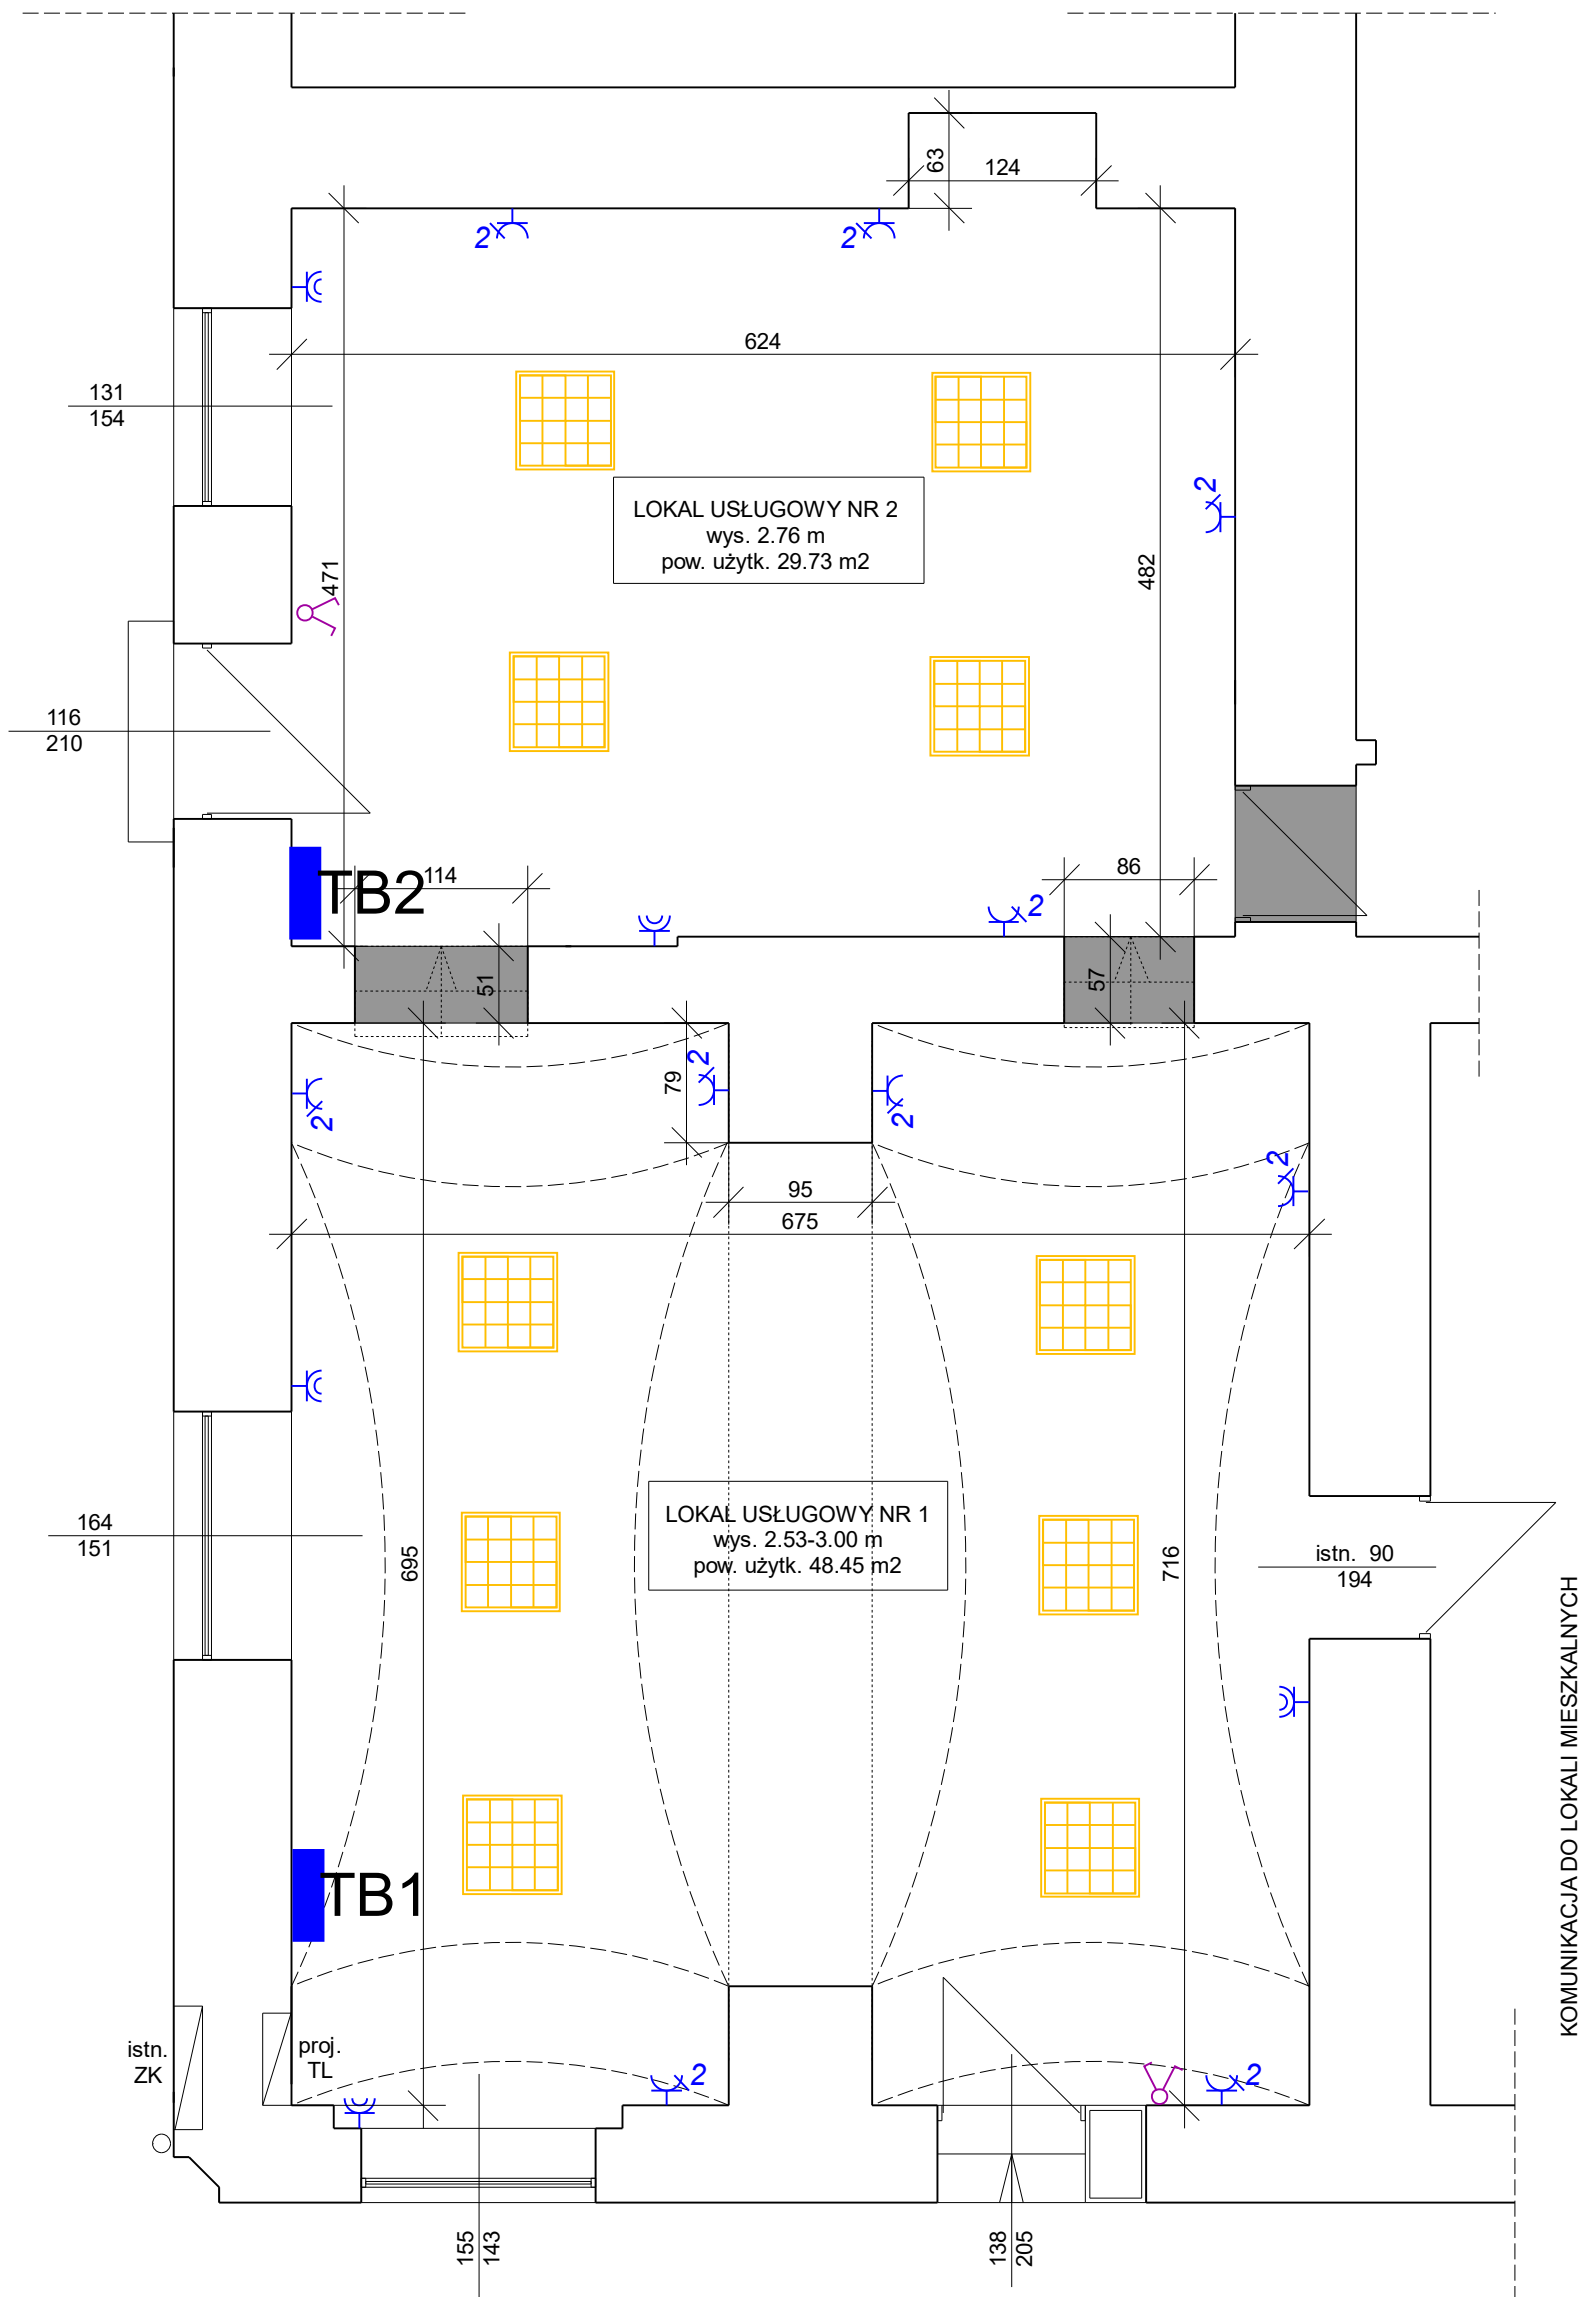 63
124
2
2
624
131
154
LOKAL USŁUGOWY NR 2
wys. 2.76 m
pow. użytk. 29.73 m2
2
471
482
116
210
TB2
114
86
2
51
57
79
2
2
2
2
95
675
164
151
LOKAL USŁUGOWY NR 1
wys. 2.53-3.00 m
pow. użytk. 48.45 m2
695
716
istn. 90
194
KOMUNIKACJA DO LOKALI MIESZKALNYCH
TB1
istn.
ZK
proj.
TL
2
2
155
143
138
205